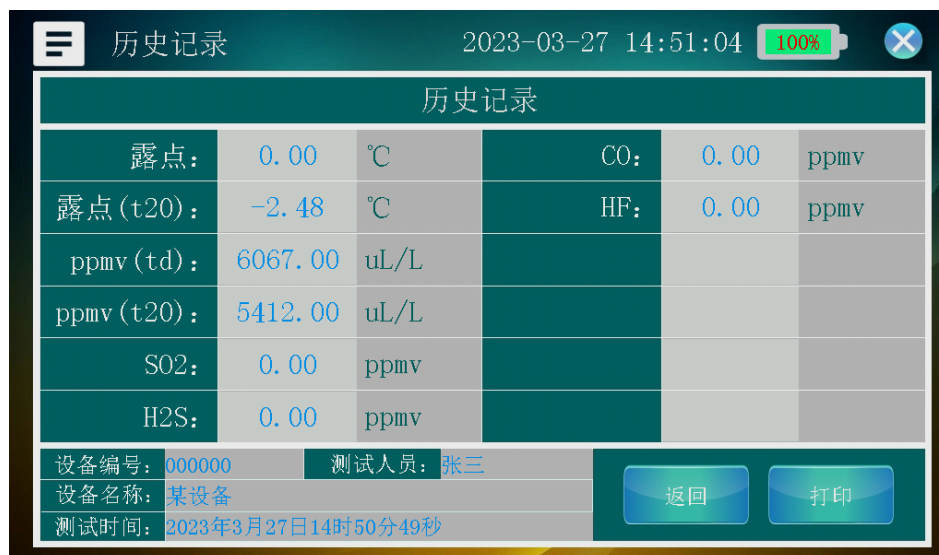 历史记录 2023-03-27 14:51:04 100%
历史记录
露点: 0.00 ℃ CO: 0.00 ppmv
露点(t20): -2.48 ℃ HF: 0.00 ppmv
ppmv(td): 6067.00 uL/L
ppmv(t20): 5412.00 uL/L
SO2: 0.00 ppmv
H2S: 0.00 ppmv
设备编号: 000000 测试人员: 张三
设备名称: 某设备
测试时间: 2023年3月27日14时50分49秒
返回 打印